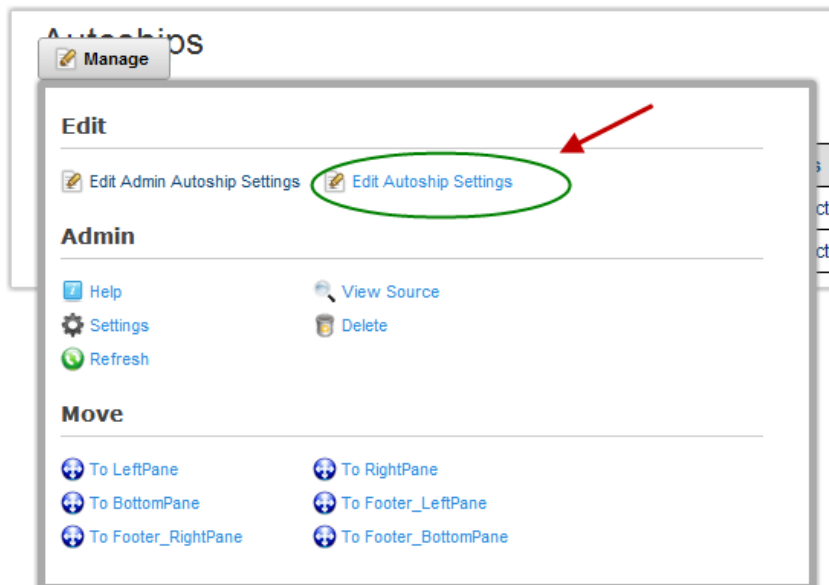 Autoships
Manage
Edit
Edit Admin Autoship Settings Edit Autoship Settings
Admin
Help View Source
Settings Delete
Refresh
Move
To LeftPane To RightPane
To BottomPane To Footer_LeftPane
To Footer_RightPane To Footer_BottomPane